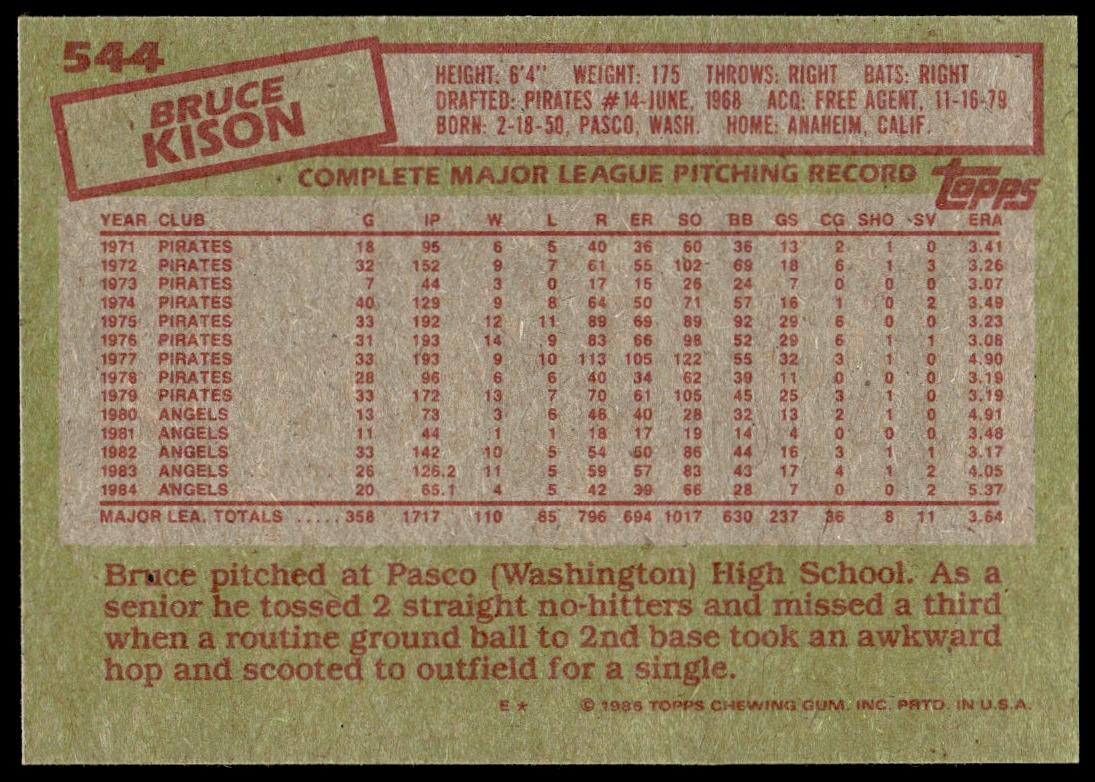 544
BRUCE
KISON
HEIGHT: 6'4" WEIGHT: 175 THROWS: RIGHT BATS: RIGHT
DRAFTED: PIRATES #14-JUNE, 1968 ACQ: FREE AGENT, 11-16-79
BORN: 2-18-50, PASCO, WASH. HOME: ANAHEIM, CALIF.
COMPLETE MAJOR LEAGUE PITCHING RECORD
topps
YEAR CLUB G IP W L R ER SO BB GS CG SHO SV ERA
1971 PIRATES 18 95 6 5 40 36 60 36 13 2 1 0 3.41
1972 PIRATES 32 152 9 7 61 55 102 69 18 6 1 3 3.26
1973 PIRATES 7 44 3 0 17 15 26 24 7 0 0 0 3.07
1974 PIRATES 40 129 9 8 64 50 71 57 16 1 0 2 3.49
1975 PIRATES 33 192 12 11 89 69 89 92 29 6 0 0 3.23
1976 PIRATES 31 193 14 9 83 66 98 52 29 6 1 1 3.08
1977 PIRATES 33 193 9 10 113 105 122 55 32 3 1 0 4.90
1978 PIRATES 28 96 6 6 40 34 62 39 11 0 0 0 3.19
1979 PIRATES 33 172 13 7 70 61 105 45 25 3 1 0 3.19
1980 ANGELS 13 73 3 6 46 40 28 32 13 2 1 0 4.91
1981 ANGELS 11 44 1 1 18 17 19 14 4 0 0 0 3.48
1982 ANGELS 33 142 10 5 54 50 86 44 16 3 1 1 3.17
1983 ANGELS 26 126.2 11 5 59 57 83 43 17 4 1 2 4.05
1984 ANGELS 20 65.1 4 5 42 39 66 28 7 0 0 2 5.37
MAJOR LEA. TOTALS ..... 358 1717 110 85 796 694 1017 630 237 36 8 11 3.64
Bruce pitched at Pasco (Washington) High School. As a
senior he tossed 2 straight no-hitters and missed a third
when a routine ground ball to 2nd base took an awkward
hop and scooted to outfield for a single.
E * © 1985 TOPPS CHEWING GUM, INC. PRTD. IN U.S.A.